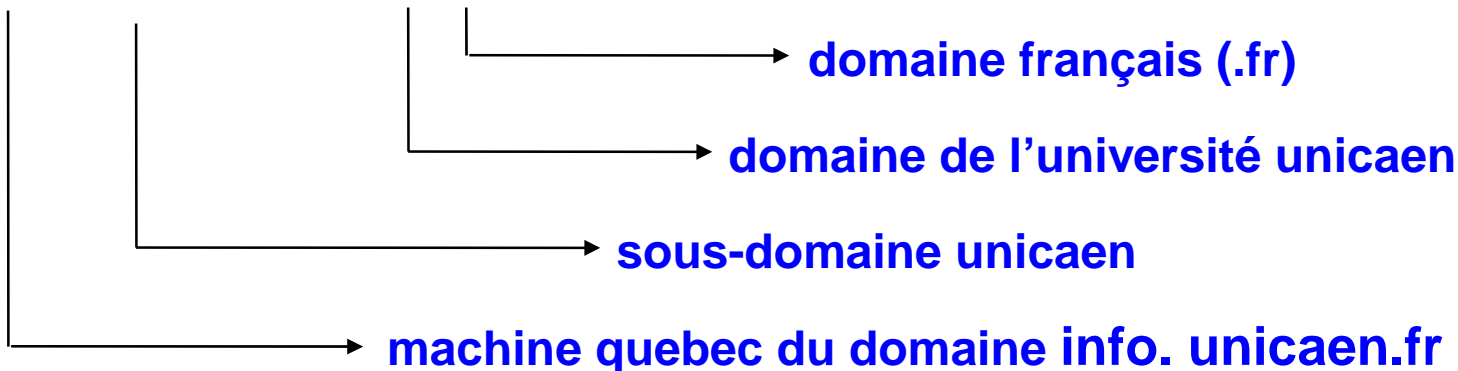 domaine français (.fr)
domaine de l’université unicaen
sous-domaine unicaen
machine quebec du domaine info. unicaen.fr